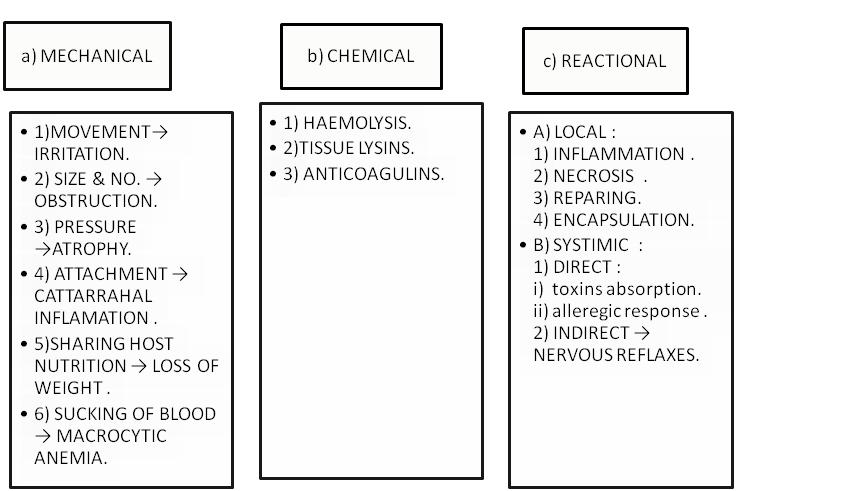 a) MECHANICAL
• 1)MOVEMENT→
IRRITATION.
• 2) SIZE & NO. →
OBSTRUCTION.
• 3) PRESSURE
→ATROPHY.
• 4) ATTACHMENT →
CATTARRAHAL
INFLAMATION .
• 5)SHARING HOST
NUTRITION → LOSS OF
WEIGHT .
• 6) SUCKING OF BLOOD
→ MACROCYTIC
ANEMIA.
b) CHEMICAL
• 1) HAEMOLYSIS.
• 2)TISSUE LYSINS.
• 3) ANTICOAGULINS.
c) REACTIONAL
• A) LOCAL :
1) INFLAMMATION .
2) NECROSIS .
3) REPARING.
4) ENCAPSULATION.
• B) SYSTIMIC :
1) DIRECT :
i) toxins absorption.
ii) alleregic response .
2) INDIRECT →
NERVOUS REFLAXES.